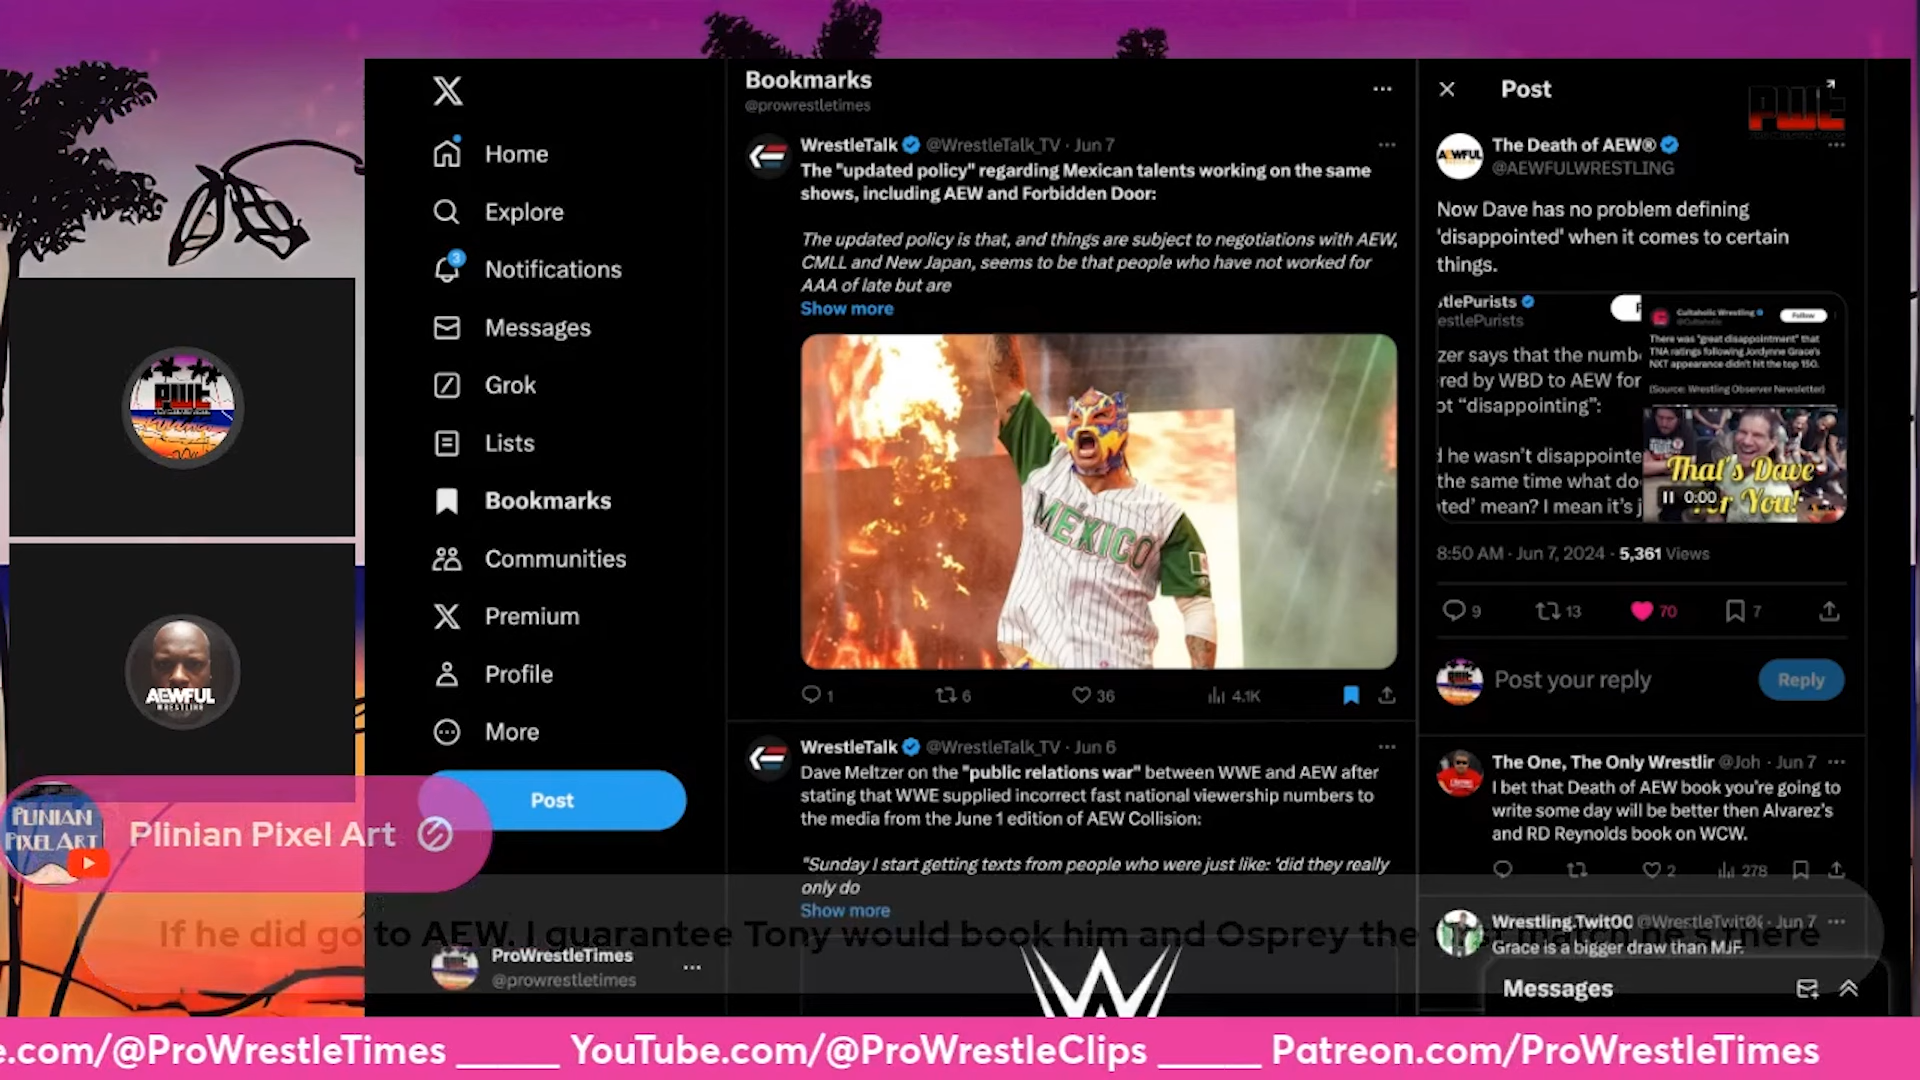 X
Home
Explore
3
Notifications
Messages
Grok
Lists
Bookmarks
Communities
Premium
Profile
More
Post
ProWrestleTimes
@prowrestletimes
Bookmarks
@prowrestletimes
WrestleTalk @WrestleTalk_TV · Jun 7
The "updated policy" regarding Mexican talents working on the same
shows, including AEW and Forbidden Door:
The updated policy is that, and things are subject to negotiations with AEW,
CMLL and New Japan, seems to be that people who have not worked for
AAA of late but are
Show more
MEXICO
1 6 36 4.1K
WrestleTalk @WrestleTalk_TV · Jun 6
Dave Meltzer on the "public relations war" between WWE and AEW after
stating that WWE supplied incorrect fast national viewership numbers to
the media from the June 1 edition of AEW Collision:
"Sunday I start getting texts from people who were just like: 'did they really
only do
Show more
Post
PWT
The Death of AEW®
@AEWFULWRESTLING
Now Dave has no problem defining
'disappointed' when it comes to certain
things.
tlePurists
estlePurists
zer says that the numb
red by WBD to AEW for
ot "disappointing":
he wasn't disappointe
the same time what do
ted' mean? I mean it's j
Cultaholic Wrestling
Follow
There was "great disappointment" that
TNA ratings following Jordynne Grace's
NXT appearance didn't hit the top 150.
(Source: Wrestling Observer Newsletter)
That's Dave
For You!
0:00
8:50 AM · Jun 7, 2024 · 5,361 Views
9 13 70 7
Post your reply
Reply
The One, The Only Wrestlir @Joh · Jun 7
I bet that Death of AEW book you're going to
write some day will be better then Alvarez's
and RD Reynolds book on WCW.
2 278
Wrestling.TwitOO · Jun 7
Grace is a bigger draw than MJF.
Messages
PWT
AEWFUL
WRESTLING
PLINIAN
PIXEL ART
Plinian Pixel Art
If he did go to AEW. I guarantee Tony would book him and Osprey the
e.com/@ProWrestleTimes ______ YouTube.com/@ProWrestleClips ______ Patreon.com/ProWrestleTimes